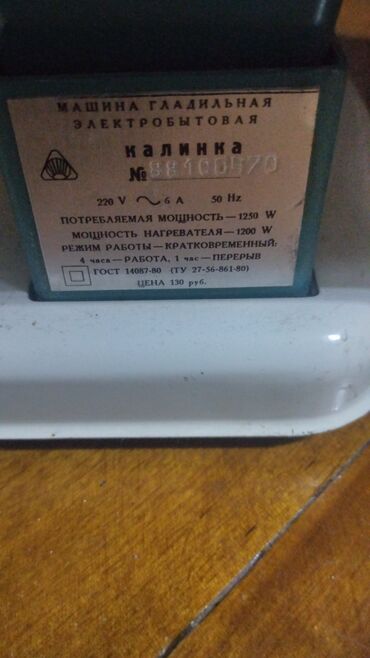 МАШИНА ГЛАДИЛЬНАЯ
ЭЛЕКТРОБЫТОВАЯ
КАЛИНКА
№ 88100570
220 V ~ 6 A 50 Hz
ПОТРЕБЛЯЕМАЯ МОЩНОСТЬ—1250 W
МОЩНОСТЬ НАГРЕВАТЕЛЯ—1200 W
РЕЖИМ РАБОТЫ—КРАТКОВРЕМЕННЫЙ:
4 часа—РАБОТА, 1 час—ПЕРЕРЫВ
ГОСТ 14087-80 (ТУ 27-56-861-80)
ЦЕНА 130 руб.